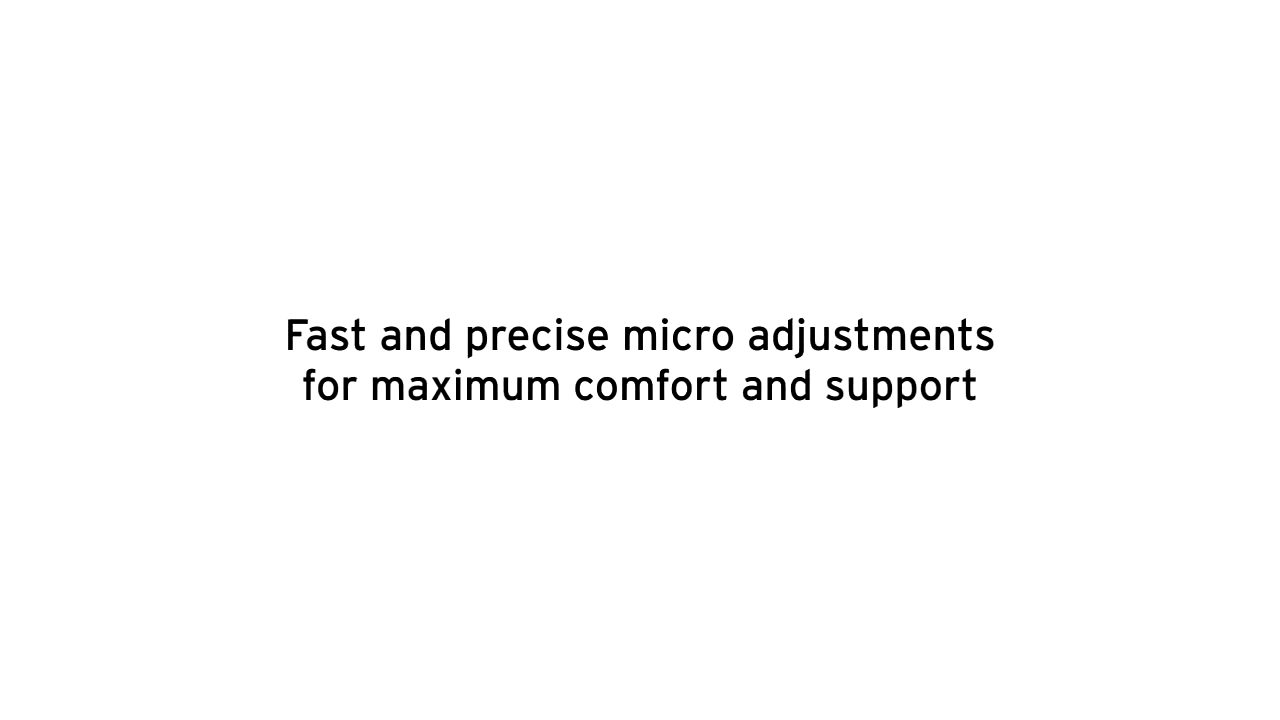 Fast and precise micro adjustments
for maximum comfort and support